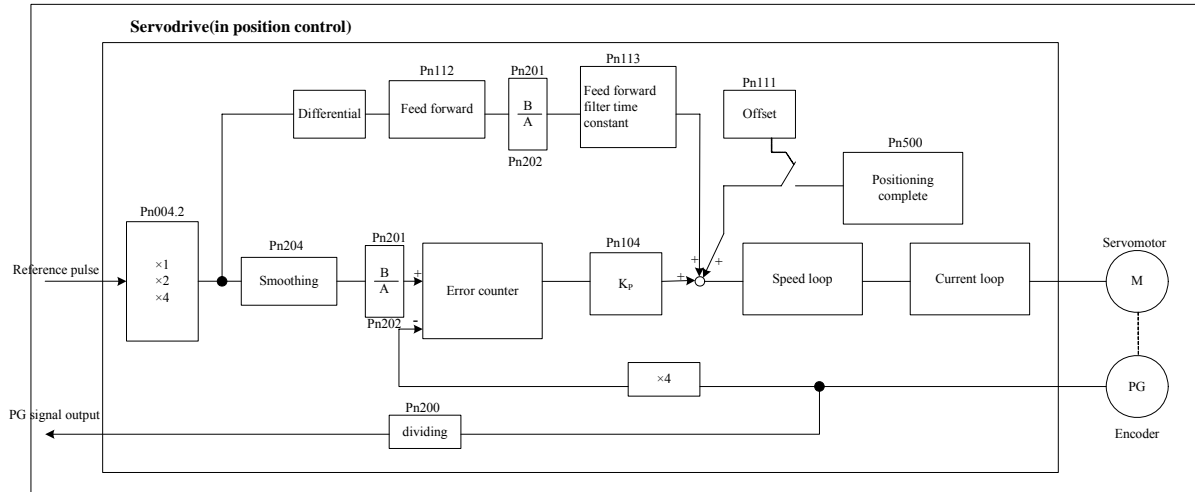 Servodrive(in position control)
Pn112
Pn201
Pn113
Differential
Feed forward
B
A
Pn202
Feed forward
filter time
constant
Pn111
Offset
Pn500
Positioning
complete
Pn004.2
Reference pulse
×1
×2
×4
Pn204
Smoothing
Pn201
B
A
Pn202
+
-
Error counter
Pn104
KP
+
+
+
Speed loop
Current loop
Servomotor
M
×4
PG
Encoder
PG signal output
Pn200
dividing